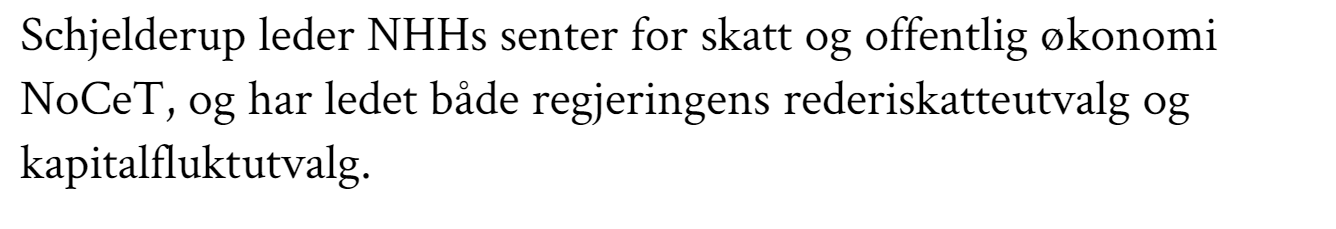 Schjelderup leder NHHs senter for skatt og offentlig økonomi
NoCeT, og har ledet både regjeringens rederiskatteutvalg og
kapitalfluktutvalg.